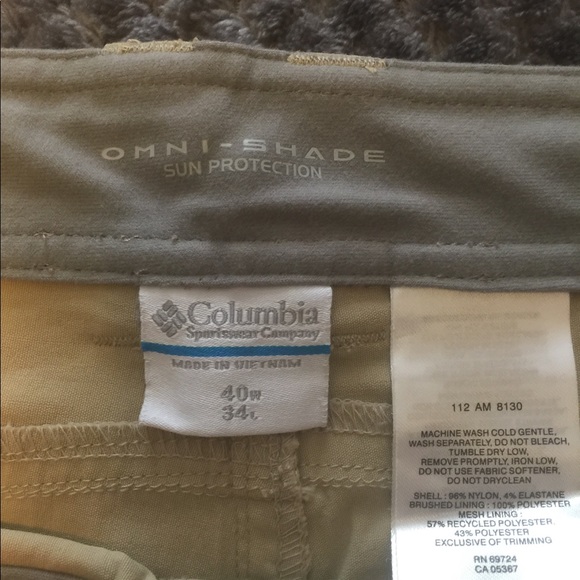 OMNI-SHADE
SUN PROTECTION
Columbia
Sportswear Company
MADE IN VIETNAM
40W
34L
112 AM 8130
MACHINE WASH COLD GENTLE,
WASH SEPARATELY, DO NOT BLEACH,
TUMBLE DRY LOW,
REMOVE PROMPTLY, IRON LOW,
DO NOT USE FABRIC SOFTENER,
DO NOT DRYCLEAN
SHELL : 96% NYLON, 4% ELASTANE
BRUSHED LINING : 100% POLYESTER
MESH LINING :
57% RECYCLED POLYESTER,
43% POLYESTER
EXCLUSIVE OF TRIMMING
RN 69724
CA 05367